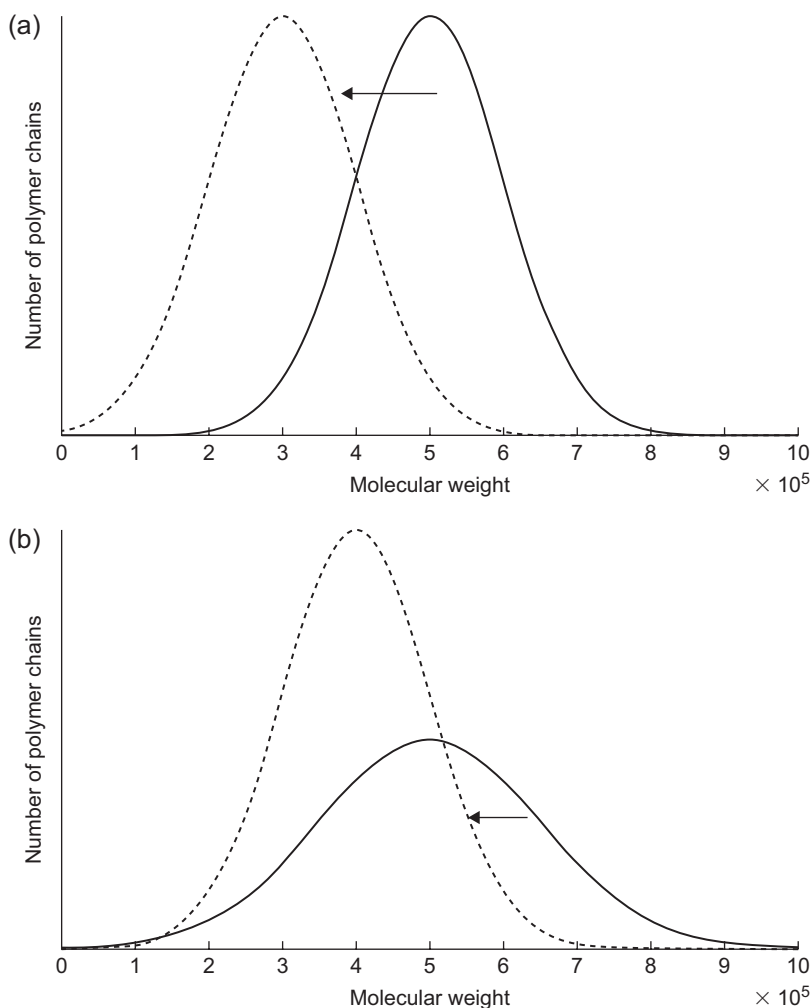 (a)
Number of polymer chains
0 1 2 3 4 5 6 7 8 9 10
Molecular weight
× 10⁵
(b)
Number of polymer chains
0 1 2 3 4 5 6 7 8 9 10
Molecular weight
× 10⁵